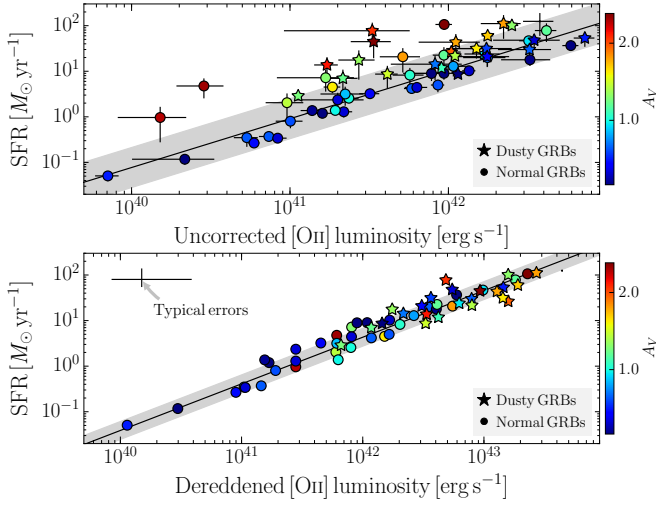 10²
10¹
10⁰
10⁻¹
SFR [M⊙ yr⁻¹]
Dusty GRBs
Normal GRBs
10⁴⁰ 10⁴¹ 10⁴²
Uncorrected [OII] luminosity [erg s⁻¹]
2.0
1.0
A_V
10²
10¹
10⁰
10⁻¹
SFR [M⊙ yr⁻¹]
Typical errors
Dusty GRBs
Normal GRBs
10⁴⁰ 10⁴¹ 10⁴² 10⁴³
Dereddened [OII] luminosity [erg s⁻¹]
2.0
1.0
A_V